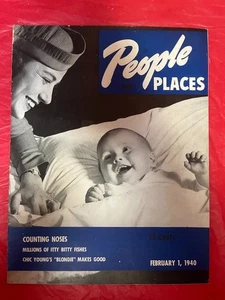 People
PLACES
COUNTING NOSES
MILLIONS OF ITTY BITTY FISHES
CHIC YOUNG'S "BLONDIE" MAKES GOOD
FEBRUARY 1, 1940